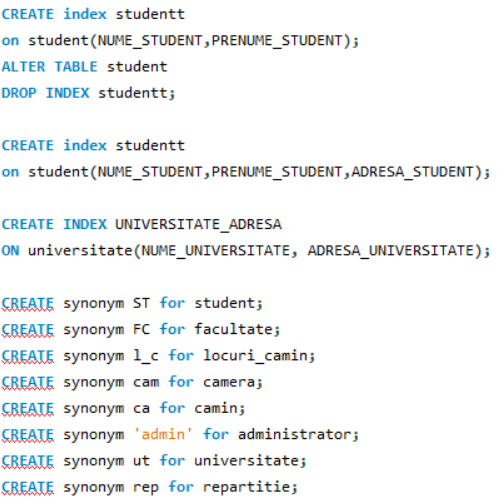 CREATE index studentt
on student(NUME_STUDENT,PRENUME_STUDENT);
ALTER TABLE student
DROP INDEX studentt;
CREATE index studentt
on student(NUME_STUDENT,PRENUME_STUDENT,ADRESA_STUDENT);
CREATE INDEX UNIVERSITATE_ADRESA
ON universitate(NUME_UNIVERSITATE, ADRESA_UNIVERSITATE);
CREATE synonym ST for student;
CREATE synonym FC for facultate;
CREATE synonym l_c for locuri_camin;
CREATE synonym cam for camera;
CREATE synonym ca for camin;
CREATE synonym 'admin' for administrator;
CREATE synonym ut for universitate;
CREATE synonym rep for repartitie;